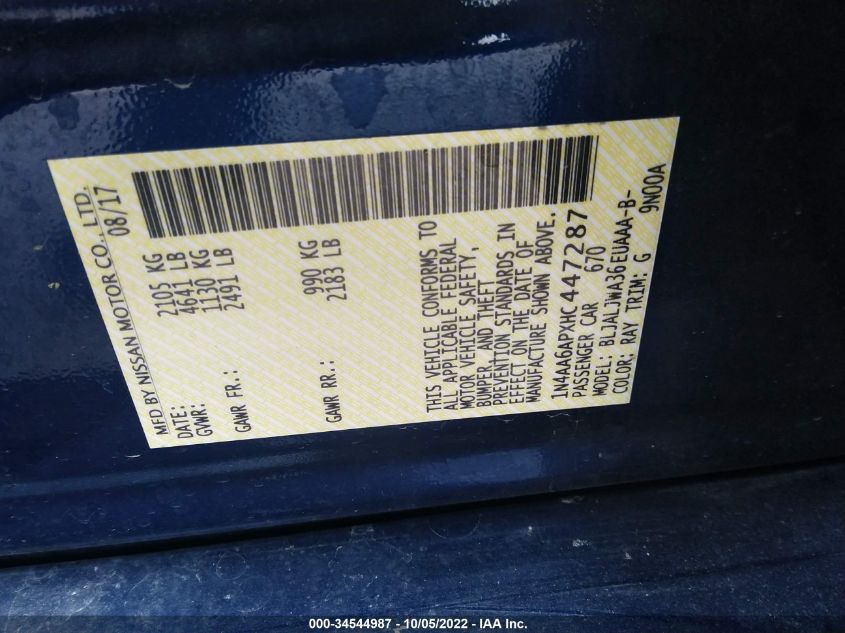 MFD BY NISSAN MOTOR CO., LTD.
DATE: 08/17
GVWR: 2105 KG
4641 LB
GAWR FR.: 1130 KG
2491 LB
GAWR RR.: 990 KG
2183 LB
THIS VEHICLE CONFORMS TO
ALL APPLICABLE FEDERAL
MOTOR VEHICLE SAFETY,
BUMPER, AND THEFT
PREVENTION STANDARDS IN
EFFECT ON THE DATE OF
MANUFACTURE SHOWN ABOVE.
1N4AA6APXHC447287
PASSENGER CAR 670
MODEL: BLJALJWA36EUAAA-B-
COLOR: RAY TRIM: G 9N00A
000-34544987 - 10/05/2022 - IAA Inc.